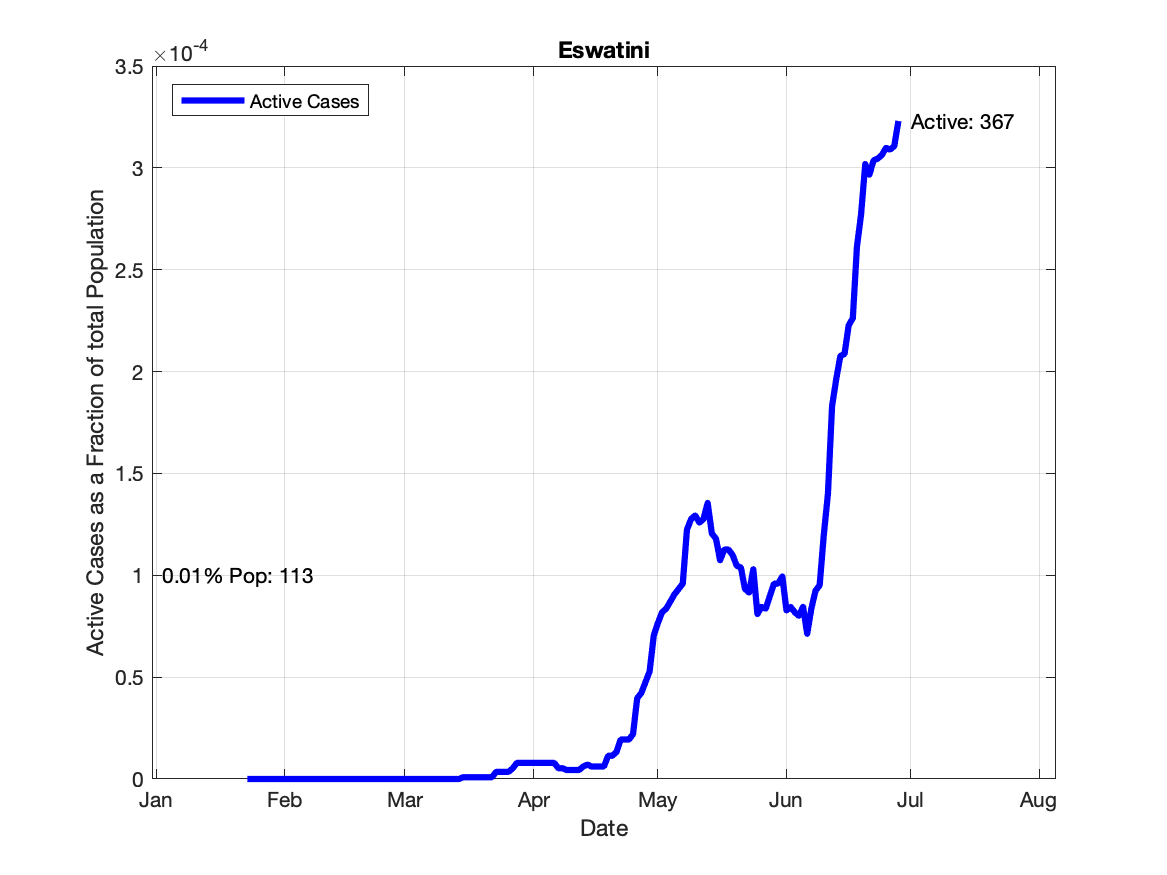 Eswatini
×10-4
3.5
3
2.5
2
1.5
1
0.5
0
Active Cases
Active: 367
0.01% Pop: 113
Active Cases as a Fraction of total Population
Jan Feb Mar Apr May Jun Jul Aug
Date